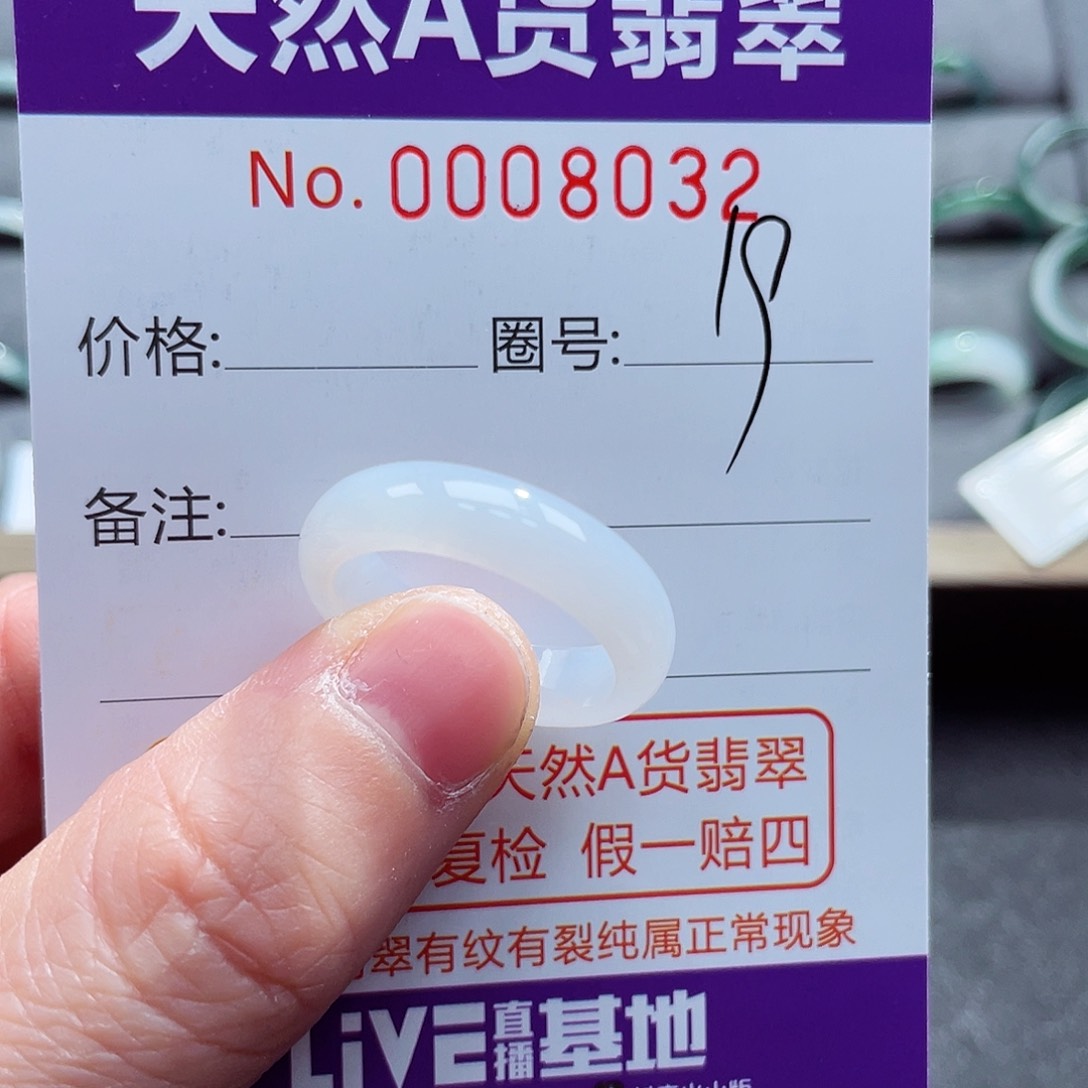 天然A货翡翠
No. 0008032
价格: 圈号: 19
备注:
天然A货翡翠
复检 假一赔四
翠有纹有裂纯属正常现象
LiVE直播基地